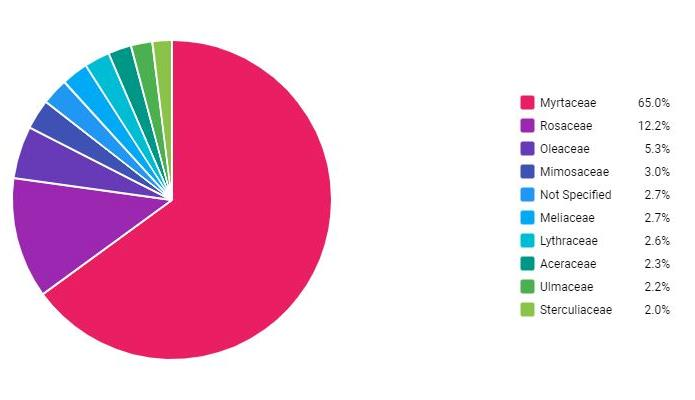 Myrtaceae 65.0%
Rosaceae 12.2%
Oleaceae 5.3%
Mimosaceae 3.0%
Not Specified 2.7%
Meliaceae 2.7%
Lythraceae 2.6%
Aceraceae 2.3%
Ulmaceae 2.2%
Sterculiaceae 2.0%